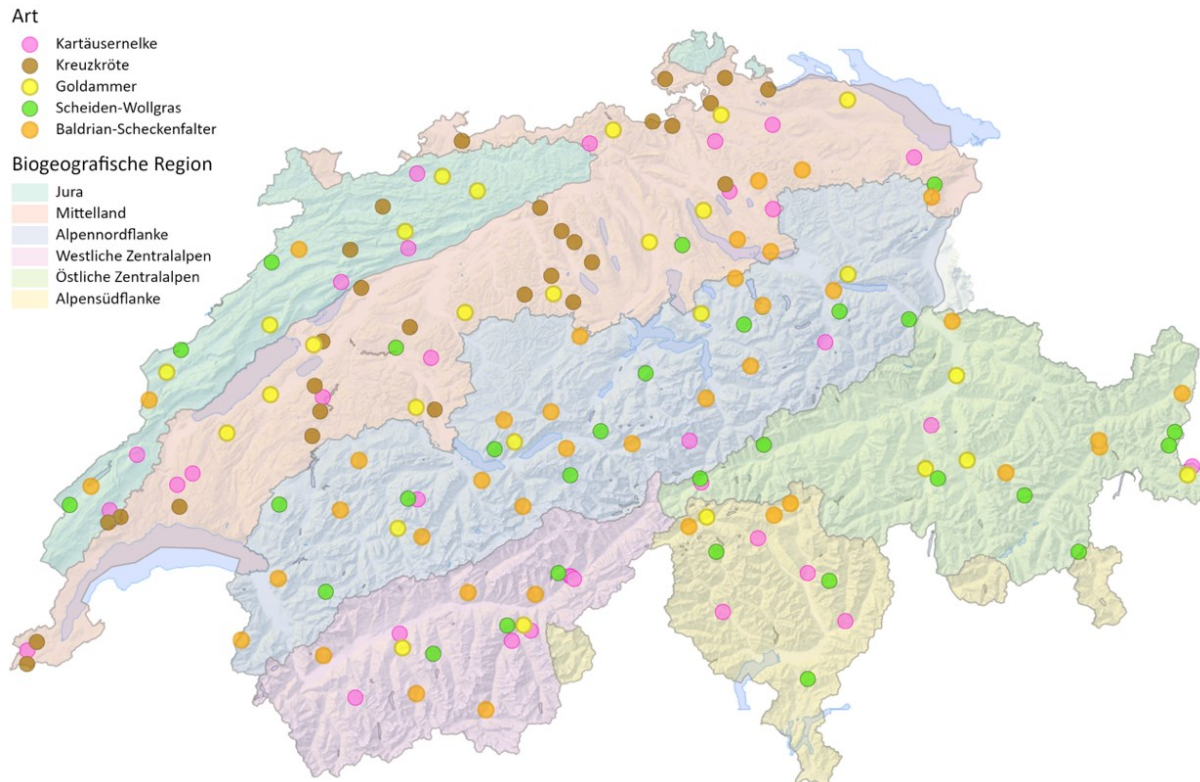 Art
Kartäusernelke
Kreuzkröte
Goldammer
Scheiden-Wollgras
Baldrian-Scheckenfalter
Biogeografische Region
Jura
Mittelland
Alpennordflanke
Westliche Zentralalpen
Östliche Zentralalpen
Alpensüdflanke